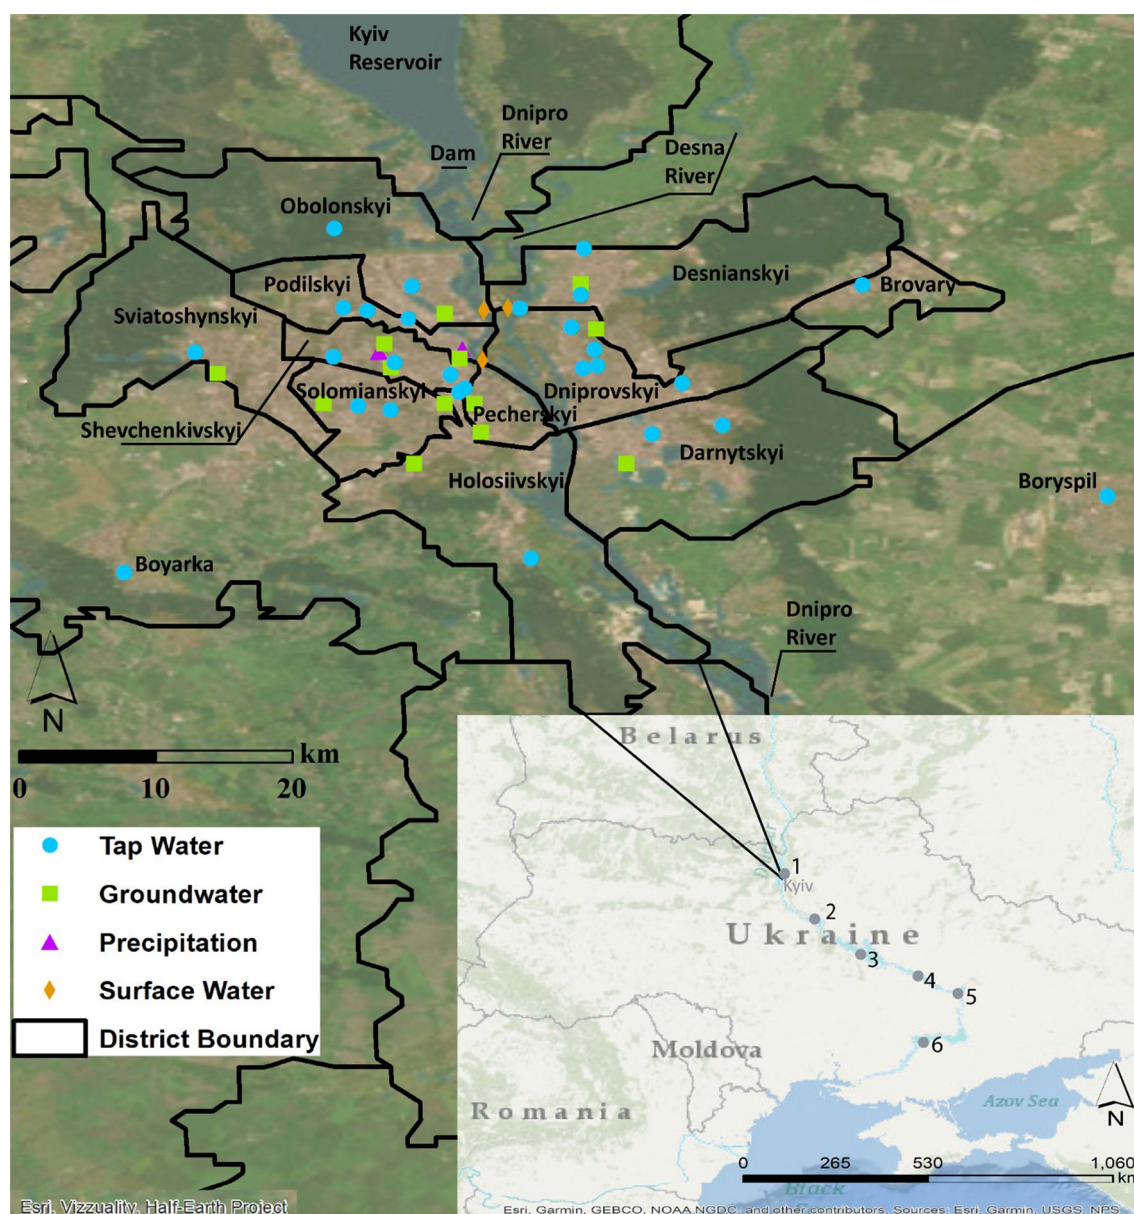 Kyiv
Reservoir
Dnipro
River
Dam
Desna
River
Obolonskyi
Desnianskyi
Podilskyi
Brovary
Sviatoshynskyi
Solomianskyi
Dniprovskyi
Pecherskyi
Shevchenkivskyi
Darnytskyi
Holosiivskyi
Boryspil
Boyarka
Dnipro
River
N
km
0 10 20
Tap Water
Groundwater
Precipitation
Surface Water
District Boundary
Belarus
1
Kyiv
2
Ukraine
3
4
5
6
Moldova
Romania
Azov Sea
N
0 265 530 1,060
km
Black
Esri, Vizzuality, Half-Earth Project
Esri, Garmin, GEBCO, NOAA NGDC, and other contributors, Sources: Esri, Garmin, USGS, NPS